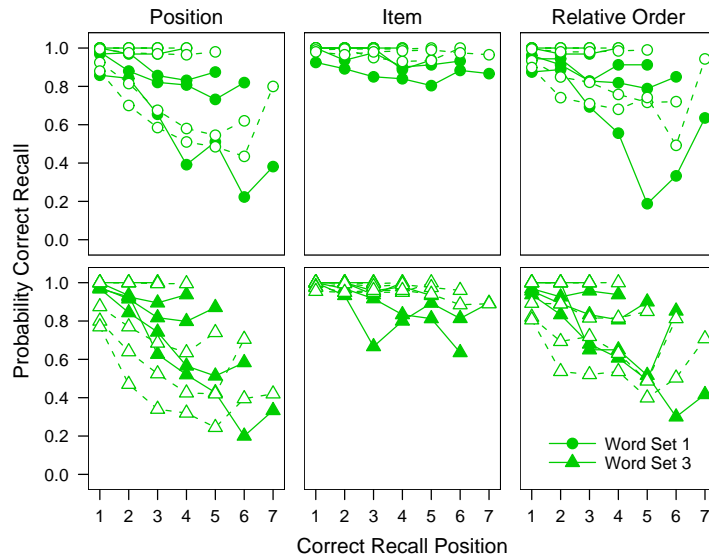 Position Item Relative Order
1.0
0.8
0.6
0.4
0.2
0.0
1.0
0.8
0.6
0.4
0.2
0.0
Probability Correct Recall
Word Set 1
Word Set 3
1 2 3 4 5 6 7 1 2 3 4 5 6 7 1 2 3 4 5 6 7
Correct Recall Position